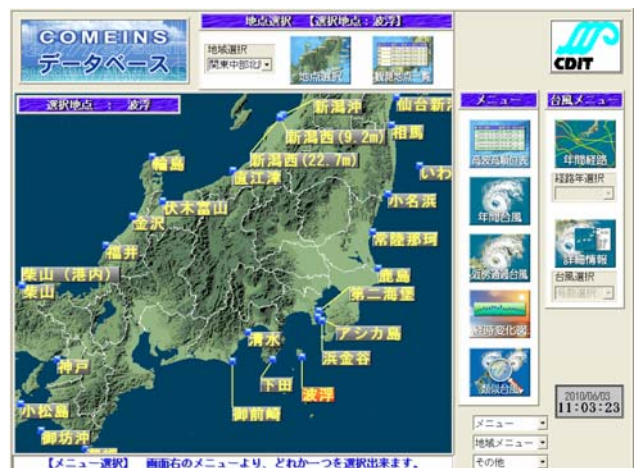 COMEINS
データベース
地点選択 【選択地点:波浮】
地域選択
関東中部北陸
地点選択
観測地点一覧
CDIT
選択地点 : 波浮
新潟沖
仙台新港
新潟西(9.2m)
相馬
新潟西(22.7m)
いわ
輪島
直江津
小名浜
伏木富山
金沢
常陸那珂
福井
鹿島
柴山(港内)
第二海堡
柴山
アシカ島
清水
浜金谷
神戸
下田
波浮
小松島
御前崎
御坊沖
メニュー
高波高順位表
年間台風
近傍通過台風
経時変化図
類似台風
台風メニュー
年間経路
経路年選択
詳細情報
台風選択
号数選択
2010/06/03
11:03:23
メニュー
地域メニュー
その他
【メニュー選択】 画面右のメニューより、どれか一つを選択出来ます。